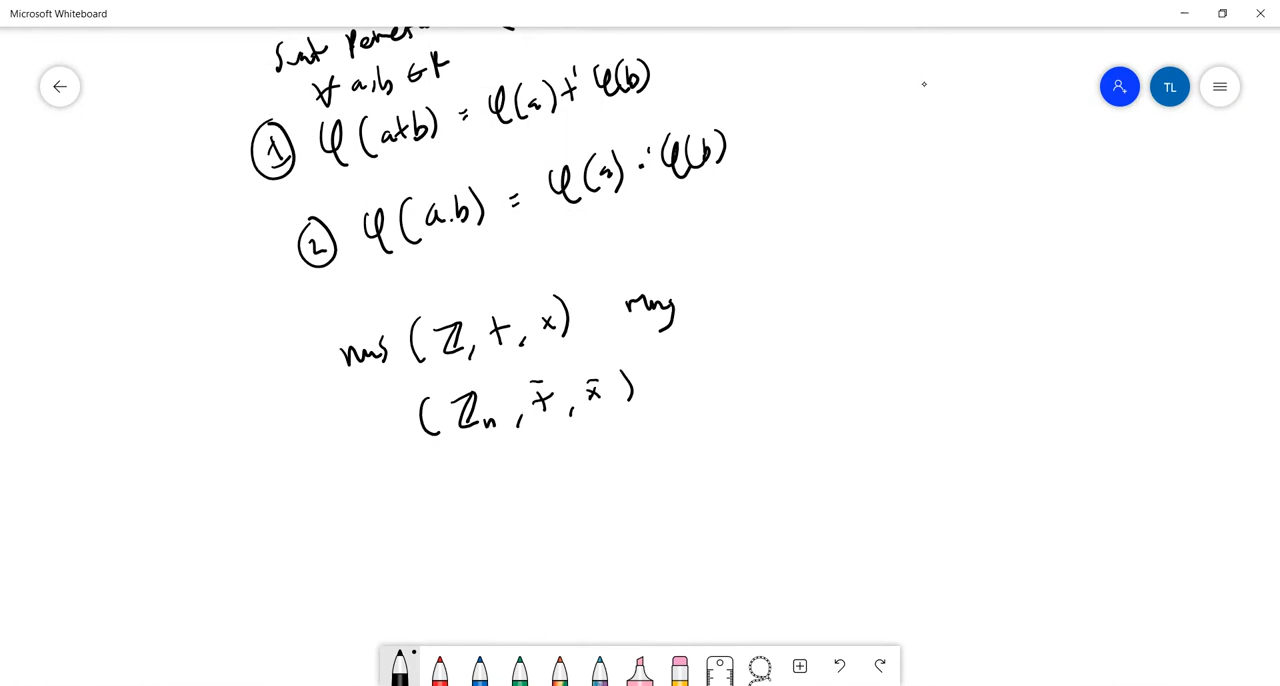 Microsoft Whiteboard
TL
∀ a,b ∈ R
① φ(a+b) = φ(a) +' φ(b)
② φ(a.b) = φ(a) .' φ(b)
(ℤ, +, ×) ring
(ℤₙ, +̄, ×̄)